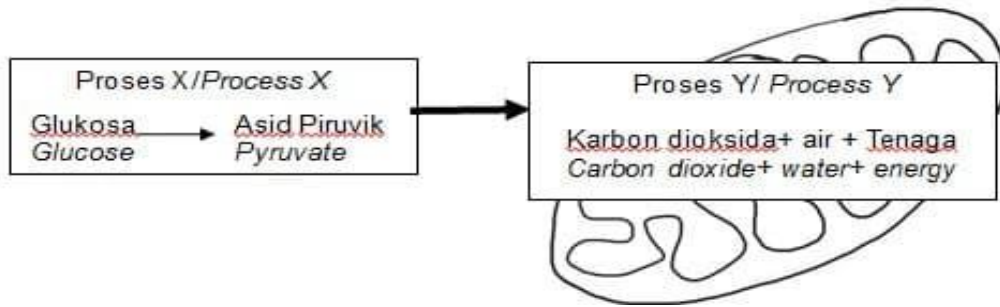 Proses X/Process X
Glukosa Asid Piruvik
Glucose Pyruvate
Proses Y/ Process Y
Karbon dioksida+ air + Tenaga
Carbon dioxide+ water+ energy